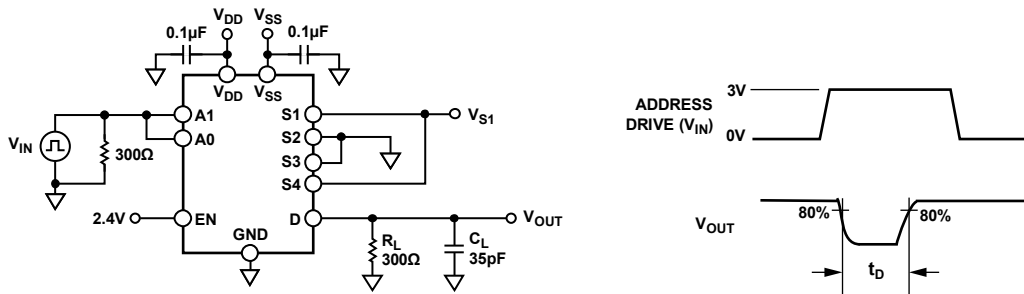 VDD VSS
0.1µF 0.1µF
VDD VSS
A1
A0
VIN
300Ω
2.4V
EN
GND
S1
S2
S3
S4
D
VS1
VOUT
RL
300Ω
CL
35pF
ADDRESS
DRIVE (VIN)
3V
0V
VOUT
80% 80%
tD